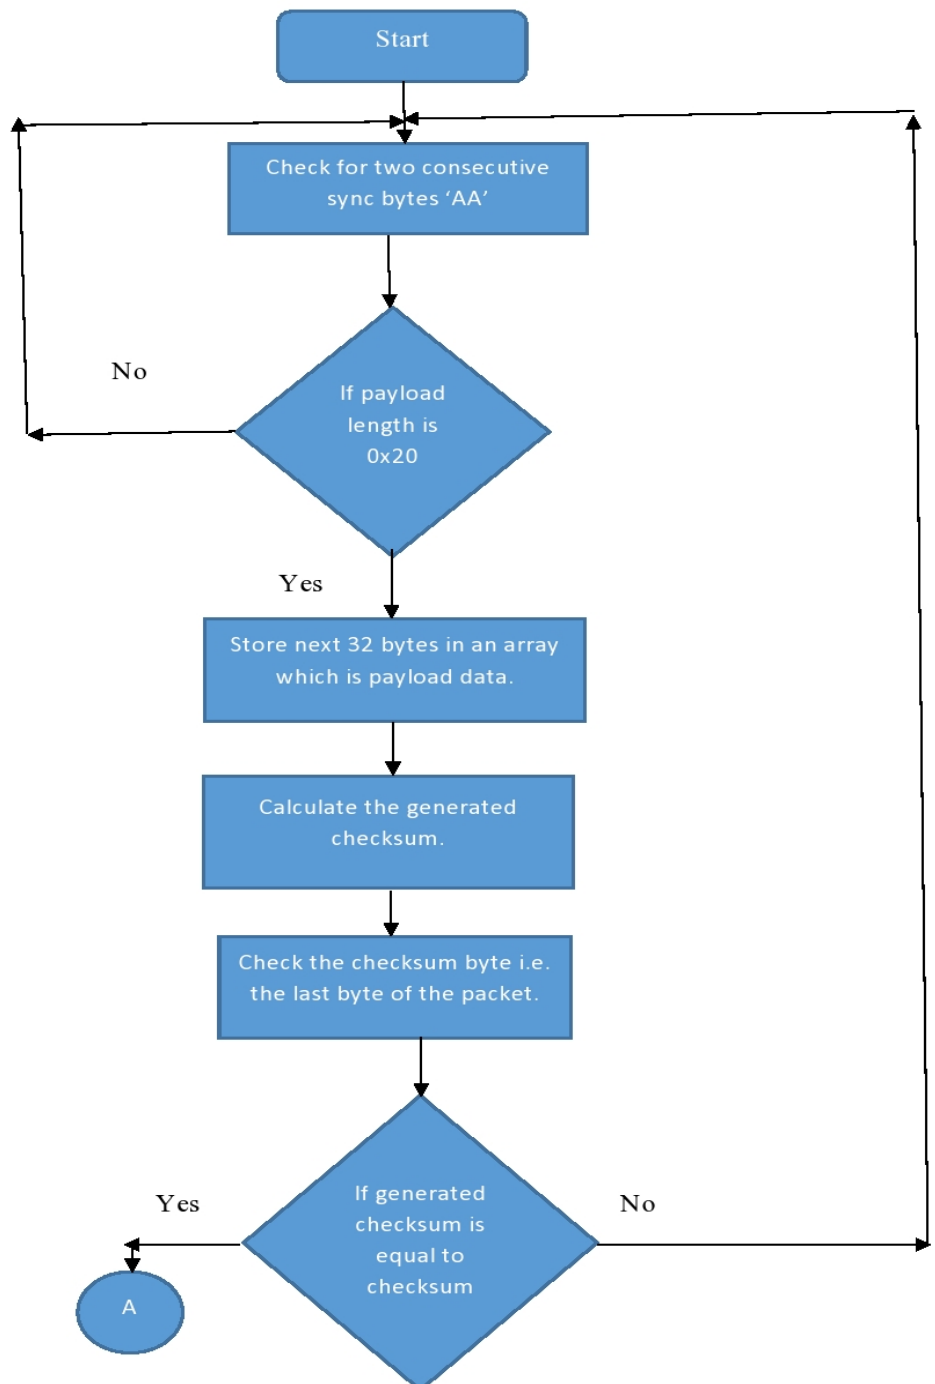 Start
Check for two consecutive
sync bytes ‘AA’
No
If payload
length is
0x20
Yes
Store next 32 bytes in an array
which is payload data.
Calculate the generated
checksum.
Check the checksum byte i.e.
the last byte of the packet.
Yes
If generated
checksum is
equal to
checksum
No
A